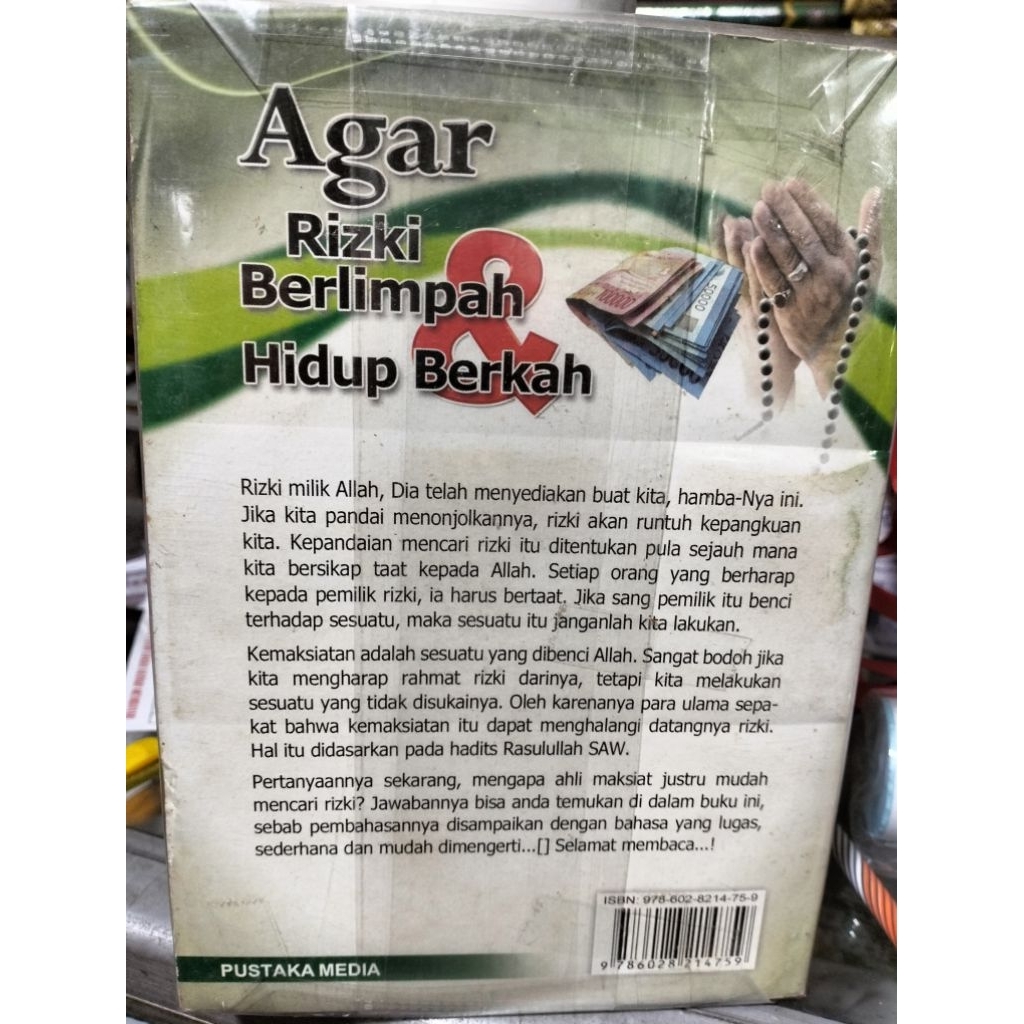 Agar
Rizki
Berlimpah
&
Hidup Berkah
100000
50000
Rizki milik Allah, Dia telah menyediakan buat kita, hamba-Nya ini.
Jika kita pandai menonjolkannya, rizki akan runtuh kepangkuan
kita. Kepandaian mencari rizki itu ditentukan pula sejauh mana
kita bersikap taat kepada Allah. Setiap orang yang berharap
kepada pemilik rizki, ia harus bertaat. Jika sang pemilik itu benci
terhadap sesuatu, maka sesuatu itu janganlah kita lakukan.
Kemaksiatan adalah sesuatu yang dibenci Allah. Sangat bodoh jika
kita mengharap rahmat rizki darinya, tetapi kita melakukan
sesuatu yang tidak disukainya. Oleh karenanya para ulama sepa-
kat bahwa kemaksiatan itu dapat menghalangi datangnya rizki.
Hal itu didasarkan pada hadits Rasulullah SAW.
Pertanyaannya sekarang, mengapa ahli maksiat justru mudah
mencari rizki? Jawabannya bisa anda temukan di dalam buku ini,
sebab pembahasannya disampaikan dengan bahasa yang lugas,
sederhana dan mudah dimengerti...[] Selamat membaca...!
ISBN: 978-602-8214-75-9
9 786028 214759
PUSTAKA MEDIA